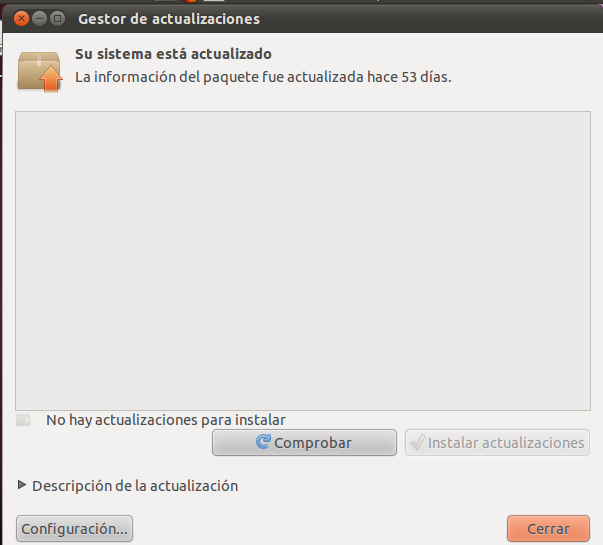 Gestor de actualizaciones
Su sistema está actualizado
La información del paquete fue actualizada hace 53 días.
No hay actualizaciones para instalar
Comprobar
Instalar actualizaciones
Descripción de la actualización
Configuración...
Cerrar